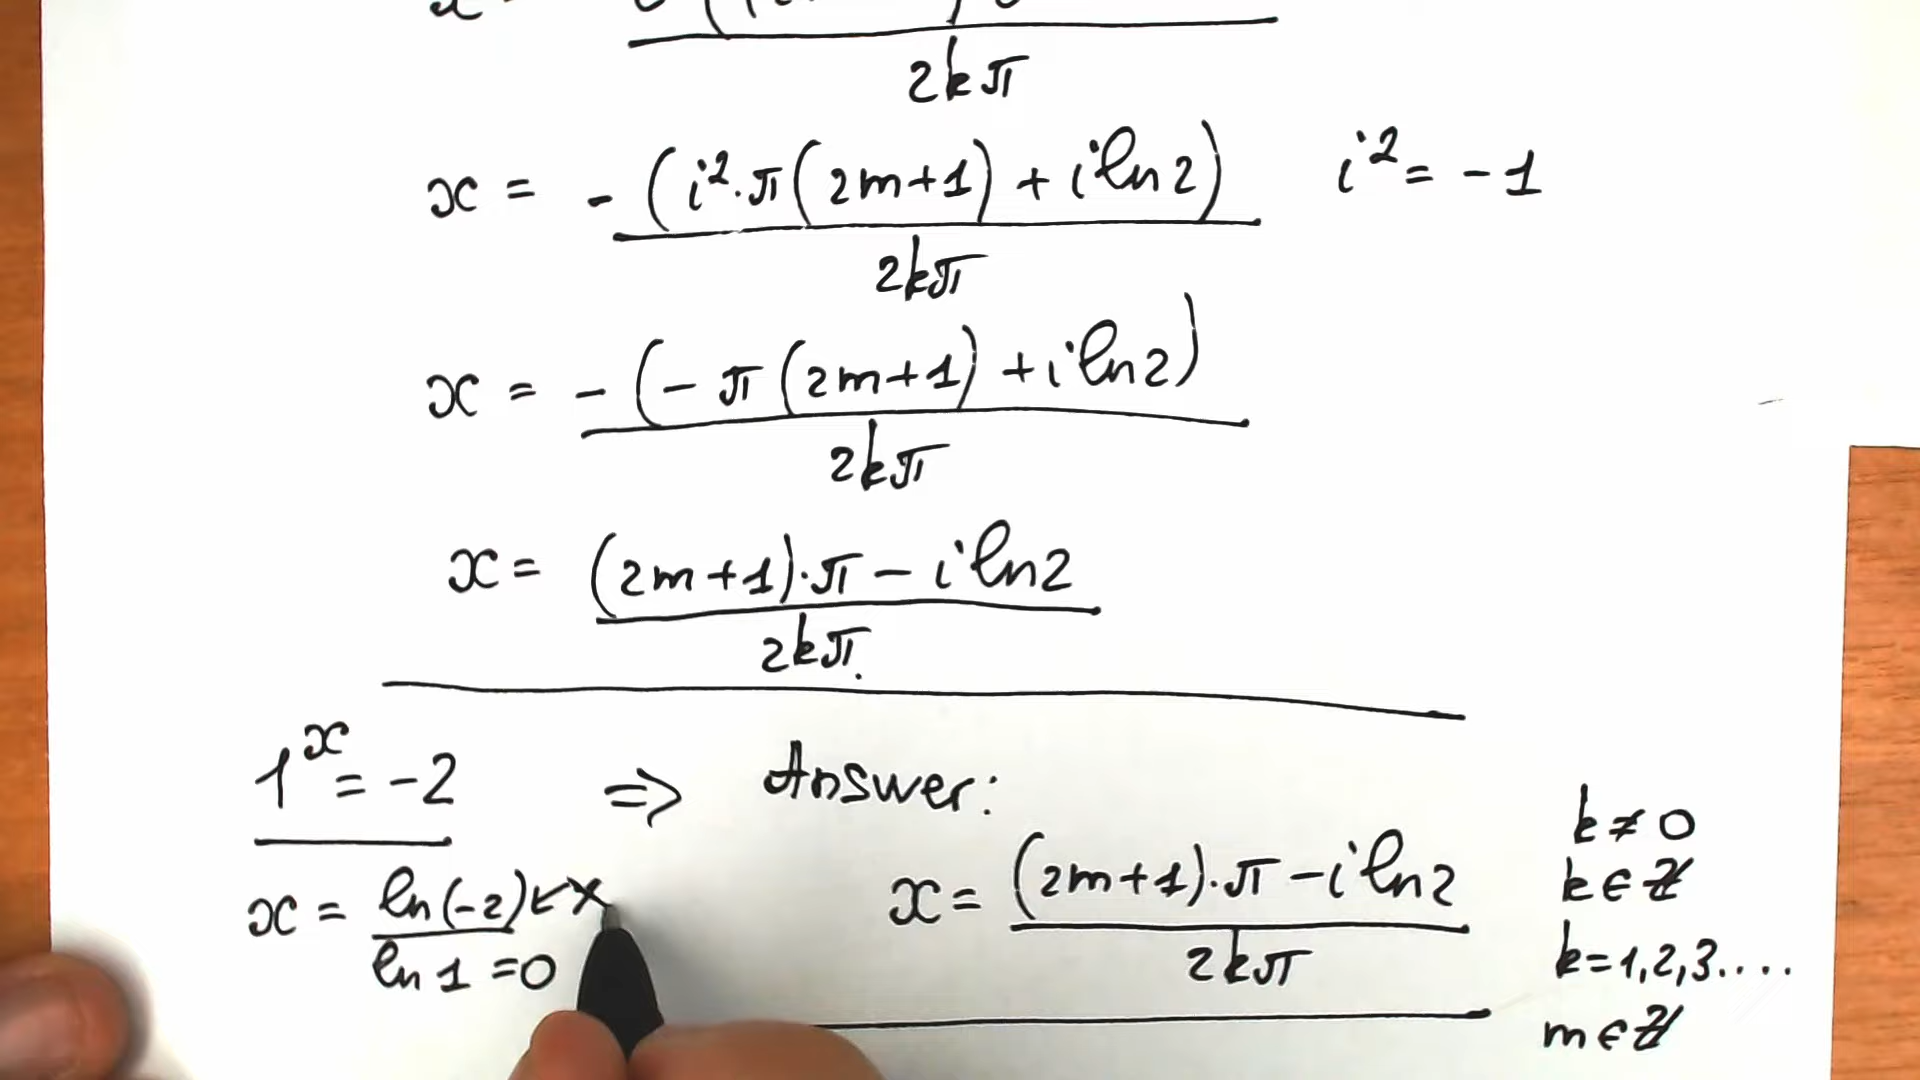 2kπ
x = -(i²·π(2m+1)+i ln2) / 2kπ    i² = -1
x = -(-π(2m+1)+i ln2) / 2kπ
x = (2m+1)·π - i ln2 / 2kπ.
1^x = -2 => Answer:
x = ln(-2) / ln 1 = 0
x = (2m+1)·π - i ln2 / 2kπ
k ≠ 0
k ∈ ℤ
k=1,2,3....
m ∈ ℤ